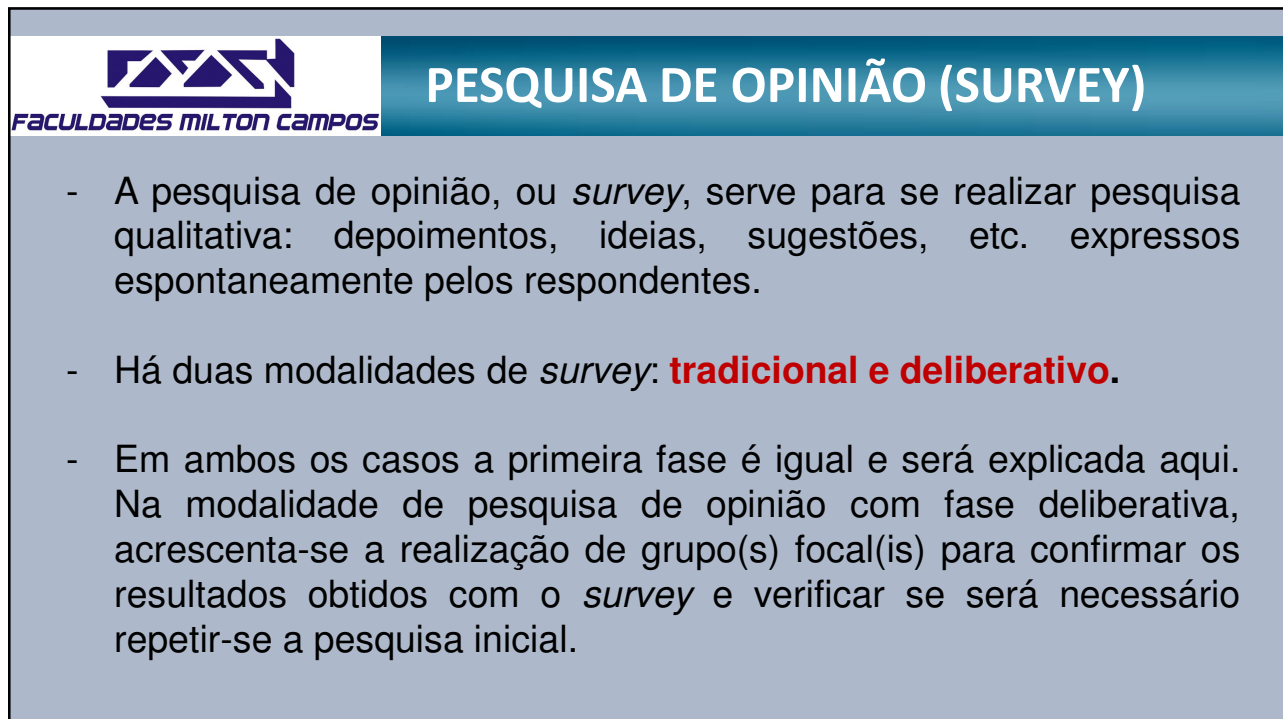 FACULDADES MILTON CAMPOS
PESQUISA DE OPINIÃO (SURVEY)
- A pesquisa de opinião, ou survey, serve para se realizar pesquisa
qualitativa: depoimentos, ideias, sugestões, etc. expressos
espontaneamente pelos respondentes.
- Há duas modalidades de survey: tradicional e deliberativo.
- Em ambos os casos a primeira fase é igual e será explicada aqui.
Na modalidade de pesquisa de opinião com fase deliberativa,
acrescenta-se a realização de grupo(s) focal(is) para confirmar os
resultados obtidos com o survey e verificar se será necessário
repetir-se a pesquisa inicial.